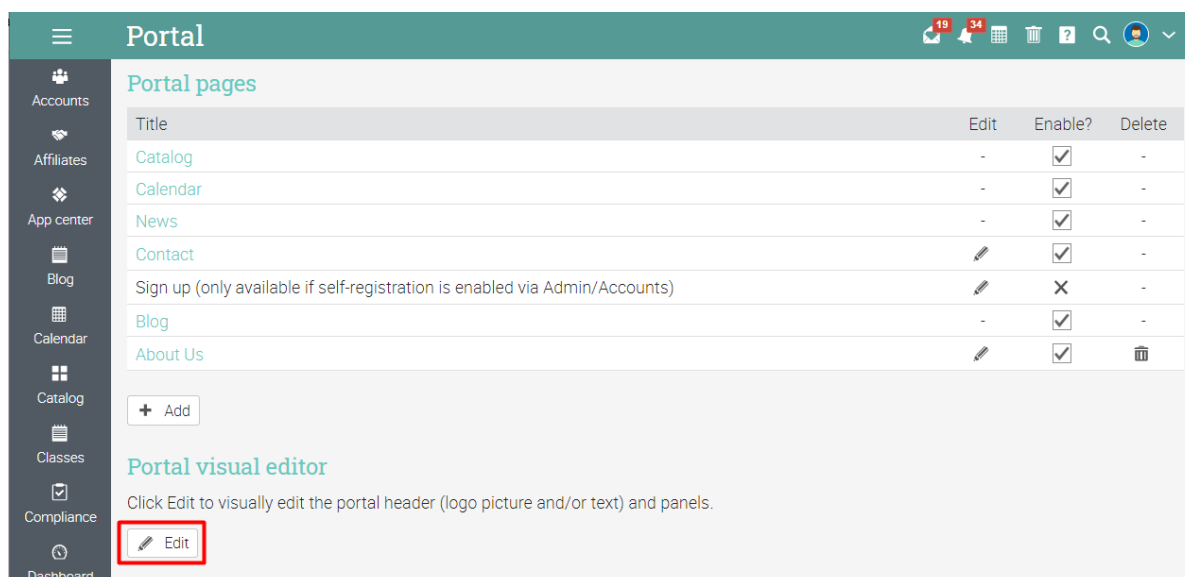 Portal
19
34
?
Accounts
Affiliates
App center
Blog
Calendar
Catalog
Classes
Compliance
Dashboard
Portal pages
Title Edit Enable? Delete
Catalog - -
Calendar - -
News - -
Contact -
Sign up (only available if self-registration is enabled via Admin/Accounts) -
Blog - -
About Us
+ Add
Portal visual editor
Click Edit to visually edit the portal header (logo picture and/or text) and panels.
Edit